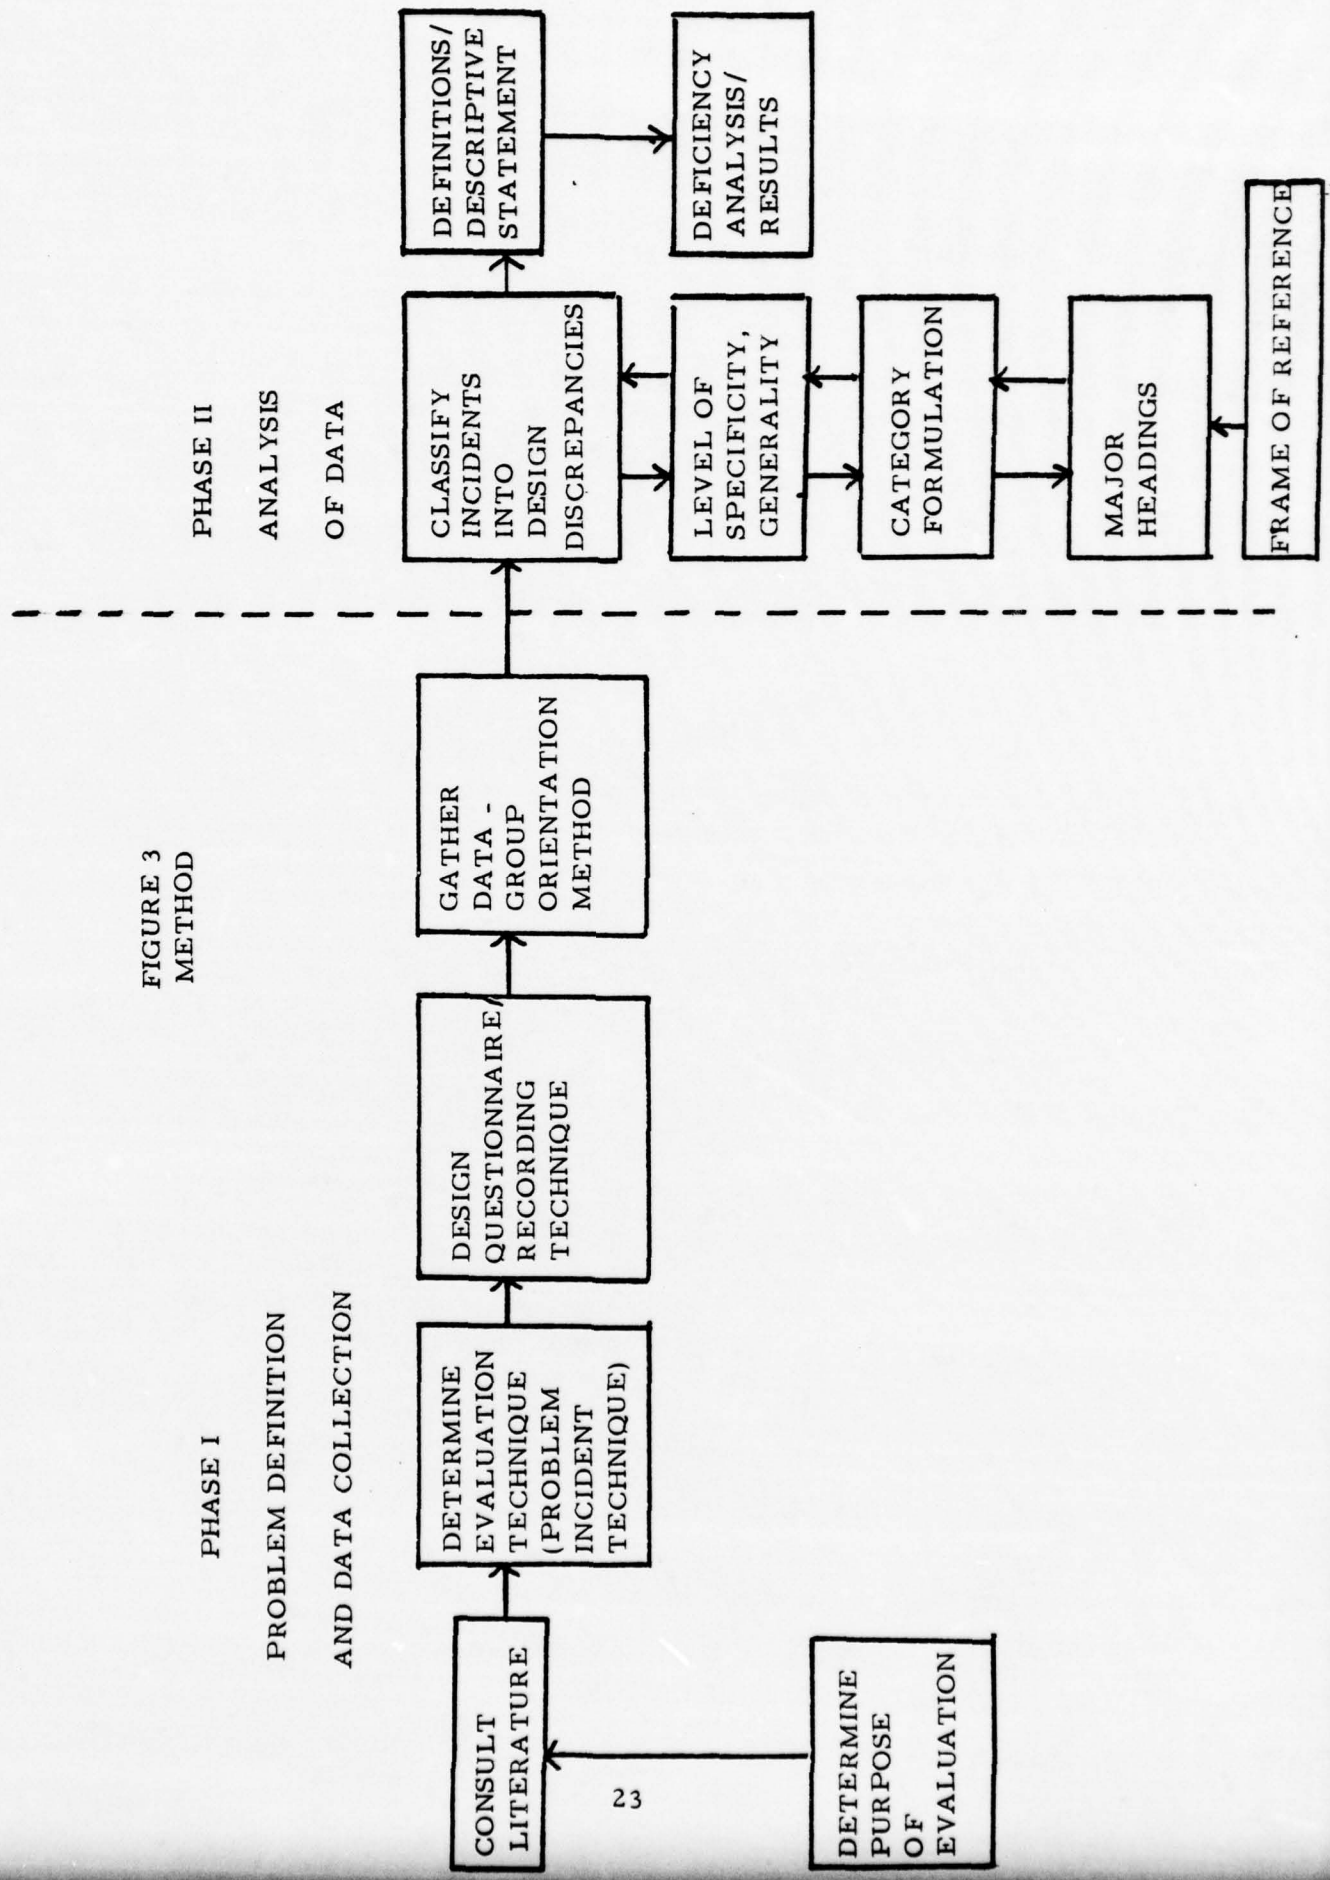 FIGURE 3
METHOD
PHASE I
PROBLEM DEFINITION
AND DATA COLLECTION
PHASE II
ANALYSIS
OF DATA
CONSULT
LITERATURE
DETERMINE
PURPOSE
OF
EVALUATION
DETERMINE
EVALUATION
TECHNIQUE
(PROBLEM
INCIDENT
TECHNIQUE)
DESIGN
QUESTIONNAIRE/
RECORDING
TECHNIQUE
GATHER
DATA -
GROUP
ORIENTATION
METHOD
CLASSIFY
INCIDENTS
INTO
DESIGN
DISCREPANCIES
DEFINITIONS/
DESCRIPTIVE
STATEMENT
DEFICIENCY
ANALYSIS/
RESULTS
LEVEL OF
SPECIFICITY,
GENERALITY
CATEGORY
FORMULATION
MAJOR
HEADINGS
FRAME OF REFERENCE
23